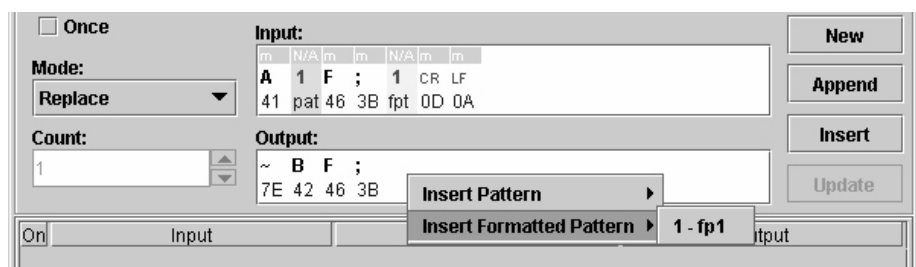 Once
Mode:
Replace
Count:
1
Input:
m N/A m m N/A m m
A 1 F ; 1 CR LF
41 pat 46 3B fpt 0D 0A
Output:
~ B F ;
7E 42 46 3B
New
Append
Insert
Update
Insert Pattern
Insert Formatted Pattern
1 - fp1
On Input tput